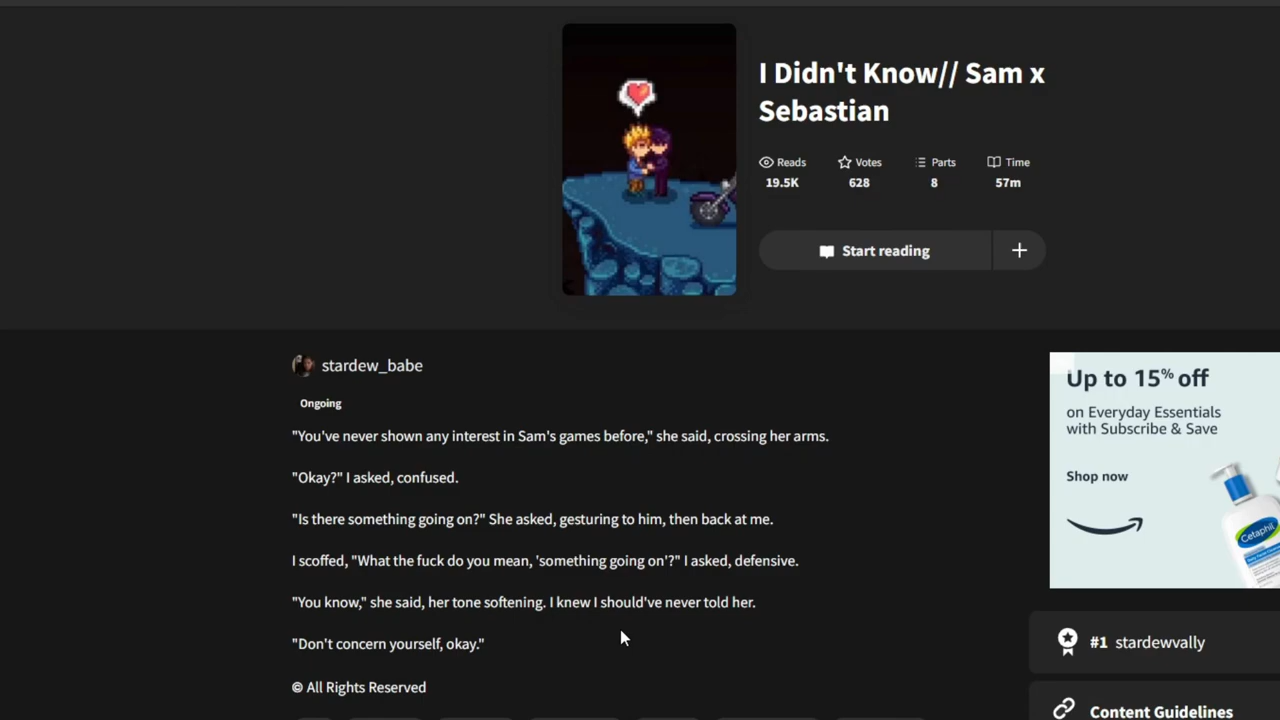 I Didn't Know// Sam x
Sebastian
Reads Votes Parts Time
19.5K 628 8 57m
Start reading +
stardew_babe
Ongoing
"You've never shown any interest in Sam's games before," she said, crossing her arms.
"Okay?" I asked, confused.
"Is there something going on?" She asked, gesturing to him, then back at me.
I scoffed, "What the fuck do you mean, 'something going on'?" I asked, defensive.
"You know," she said, her tone softening. I knew I should've never told her.
"Don't concern yourself, okay."
© All Rights Reserved
Up to 15% off
on Everyday Essentials
with Subscribe & Save
Shop now
Cetaphil
#1 stardewvally
Content Guidelines